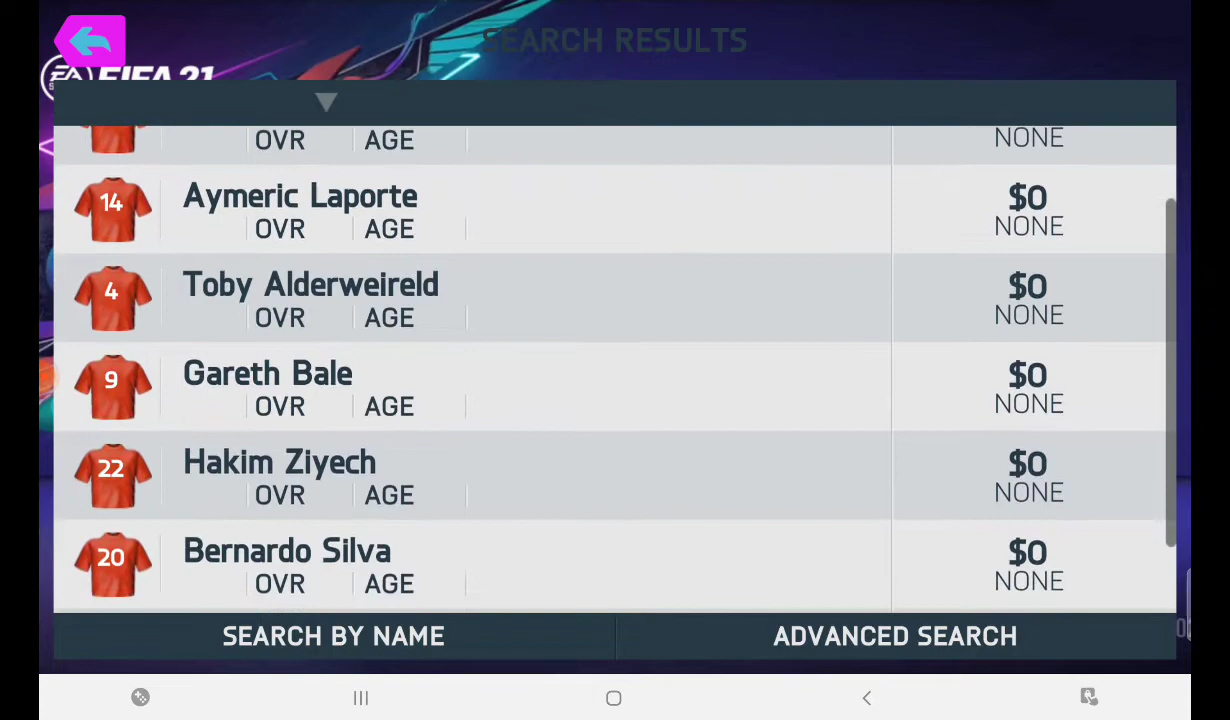 SEARCH RESULTS
EA FIFA 21
OVR AGE
NONE
14 Aymeric Laporte $0
OVR AGE NONE
4 Toby Alderweireld $0
OVR AGE NONE
9 Gareth Bale $0
OVR AGE NONE
22 Hakim Ziyech $0
OVR AGE NONE
20 Bernardo Silva $0
OVR AGE NONE
SEARCH BY NAME ADVANCED SEARCH